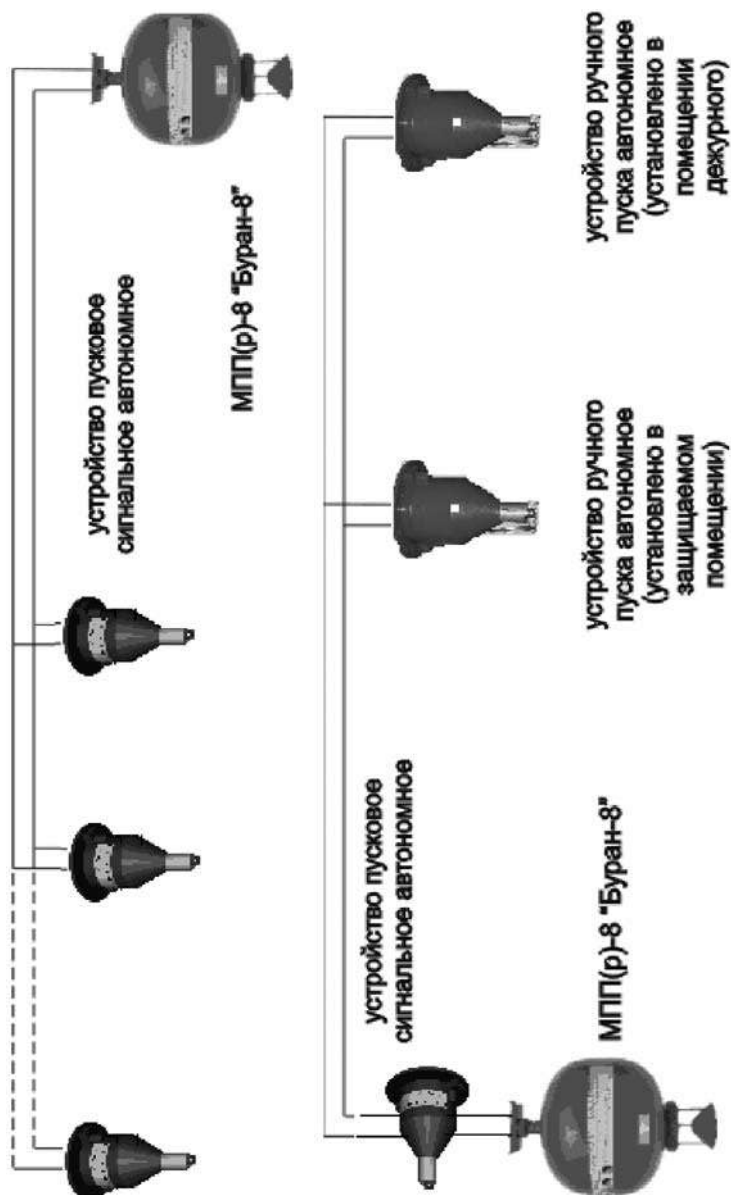 устройство пусковое
сигнальное автономное
МПП(р)-8 "Буран-8"
устройство пусковое
сигнальное автономное
МПП(р)-8 "Буран-8"
устройство ручного
пуска автономное
(установлено в
защищаемом
помещении)
устройство ручного
пуска автономное
(установлено в
помещении
дежурного)